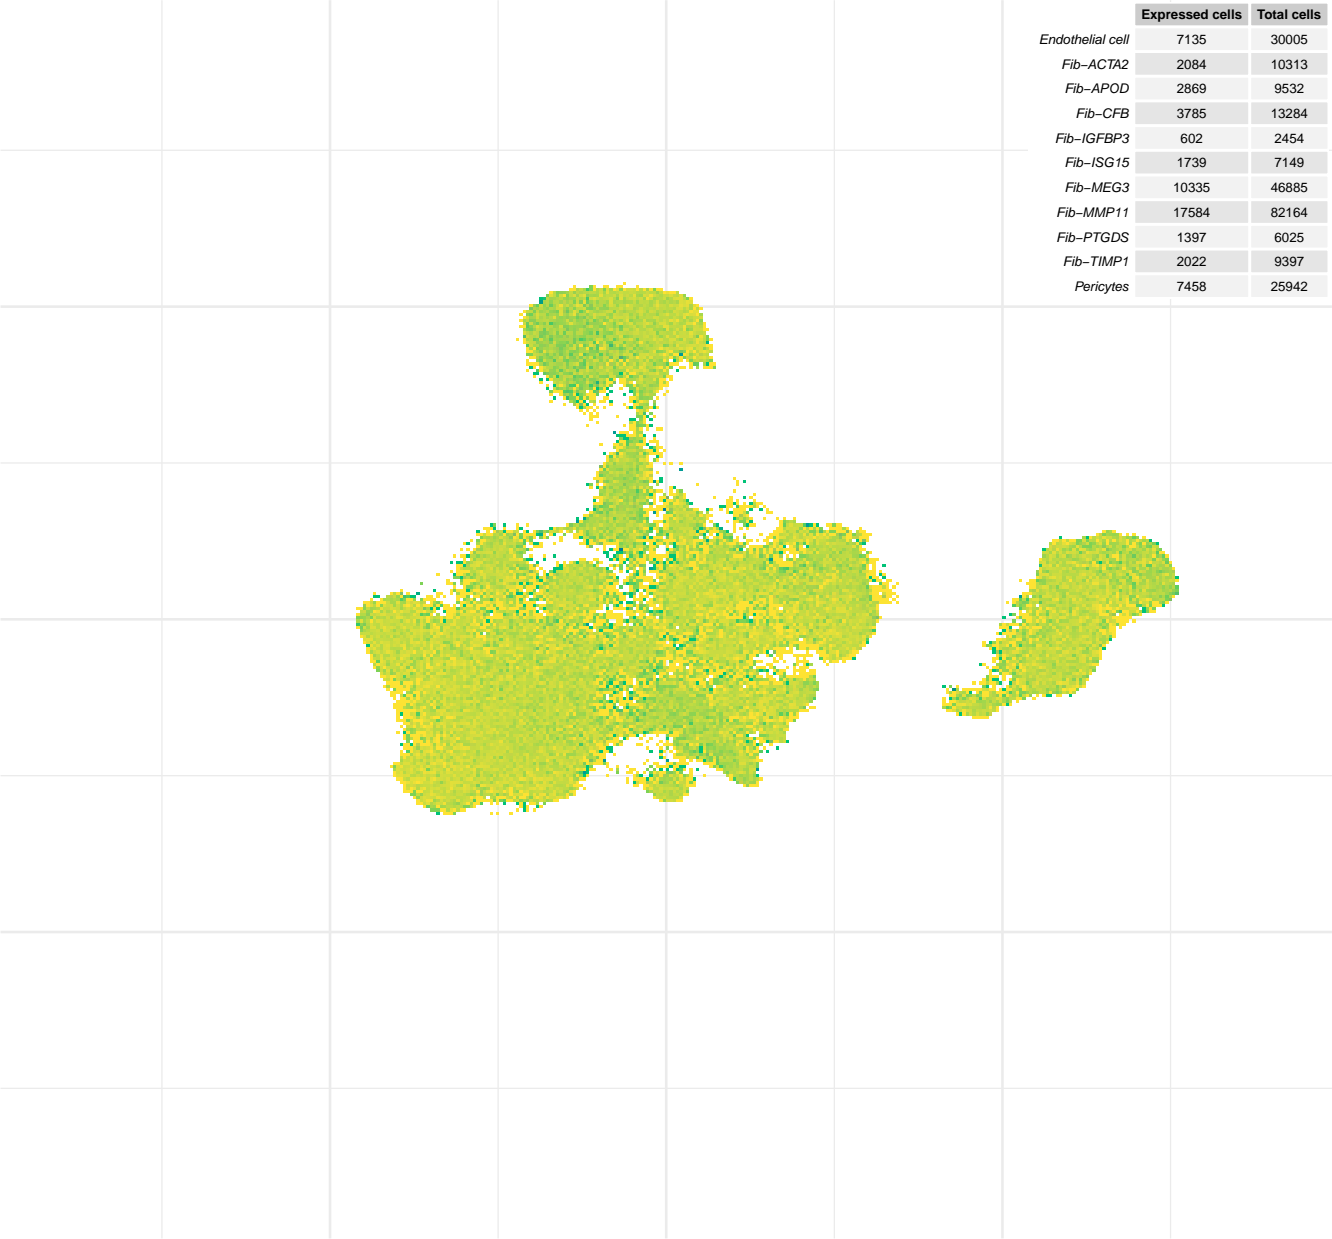 Expressed cells Total cells
Endothelial cell 7135 30005
Fib−ACTA2 2084 10313
Fib−APOD 2869 9532
Fib−CFB 3785 13284
Fib−IGFBP3 602 2454
Fib−ISG15 1739 7149
Fib−MEG3 10335 46885
Fib−MMP11 17584 82164
Fib−PTGDS 1397 6025
Fib−TIMP1 2022 9397
Pericytes 7458 25942